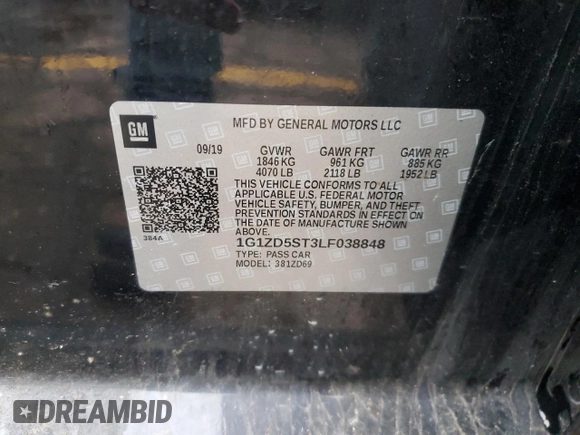 GM
MFD BY GENERAL MOTORS LLC
09/19 GVWR GAWR FRT GAWR RR
1846 KG 961 KG 885 KG
4070 LB 2118 LB 1952 LB
THIS VEHICLE CONFORMS TO ALL
APPLICABLE U.S. FEDERAL MOTOR
VEHICLE SAFETY, BUMPER, AND THEFT
PREVENTION STANDARDS IN EFFECT
ON THE DATE OF MANUFACTURE SHOWN
ABOVE.
384A
1G1ZD5ST3LF038848
TYPE: PASS CAR
MODEL: 381ZD69
DREAMBID